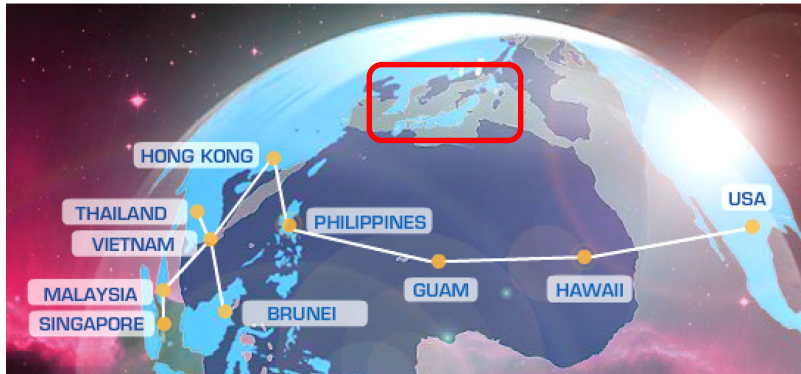 HONG KONG
THAILAND
VIETNAM
MALAYSIA
SINGAPORE
BRUNEI
PHILIPPINES
GUAM
HAWAII
USA